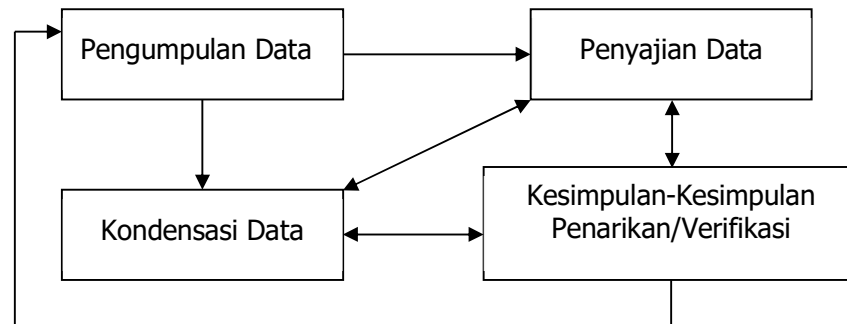 Pengumpulan Data
Penyajian Data
Kondensasi Data
Kesimpulan-Kesimpulan
Penarikan/Verifikasi